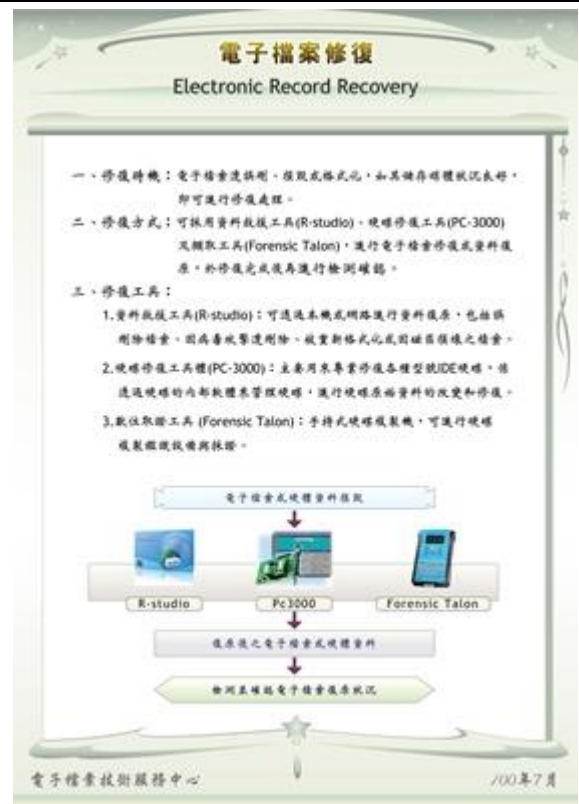 電子檔案修復
Electronic Record Recovery
一、修復時機：電子檔案遭誤刪、損毀或格式化，如其儲存媒體狀況良好，
即可進行修復處理。
二、修復方式：可採用資料救援工具(R-studio)、硬碟修復工具(PC-3000)
及擷取工具(Forensic Talon)，進行電子檔案修復或資料復
原，於修復完成後再進行檢測確認。
三、修復工具：
1.資料救援工具(R-studio)：可透過本機或網路進行資料復原，也包括誤
刪除檔案、因病毒攻擊遭刪除、被重新格式化或因磁區損壞之檔案。
2.硬碟修復工具體(PC-3000)：主要用來專業修復各種型號IDE硬碟，係
透過硬碟的內部軟體來管理硬碟，進行硬碟原始資料的改變和修復。
3.數位取證工具 (Forensic Talon)：手持式硬碟複製機，可進行硬碟
複製鑑識設備與採證。
電子檔案或硬體資料損毀
R-studio
Pc3000
Forensic Talon
復原後之電子檔案或硬體資料
檢測並確認電子檔案復原狀況
電子檔案技術服務中心
100年7月